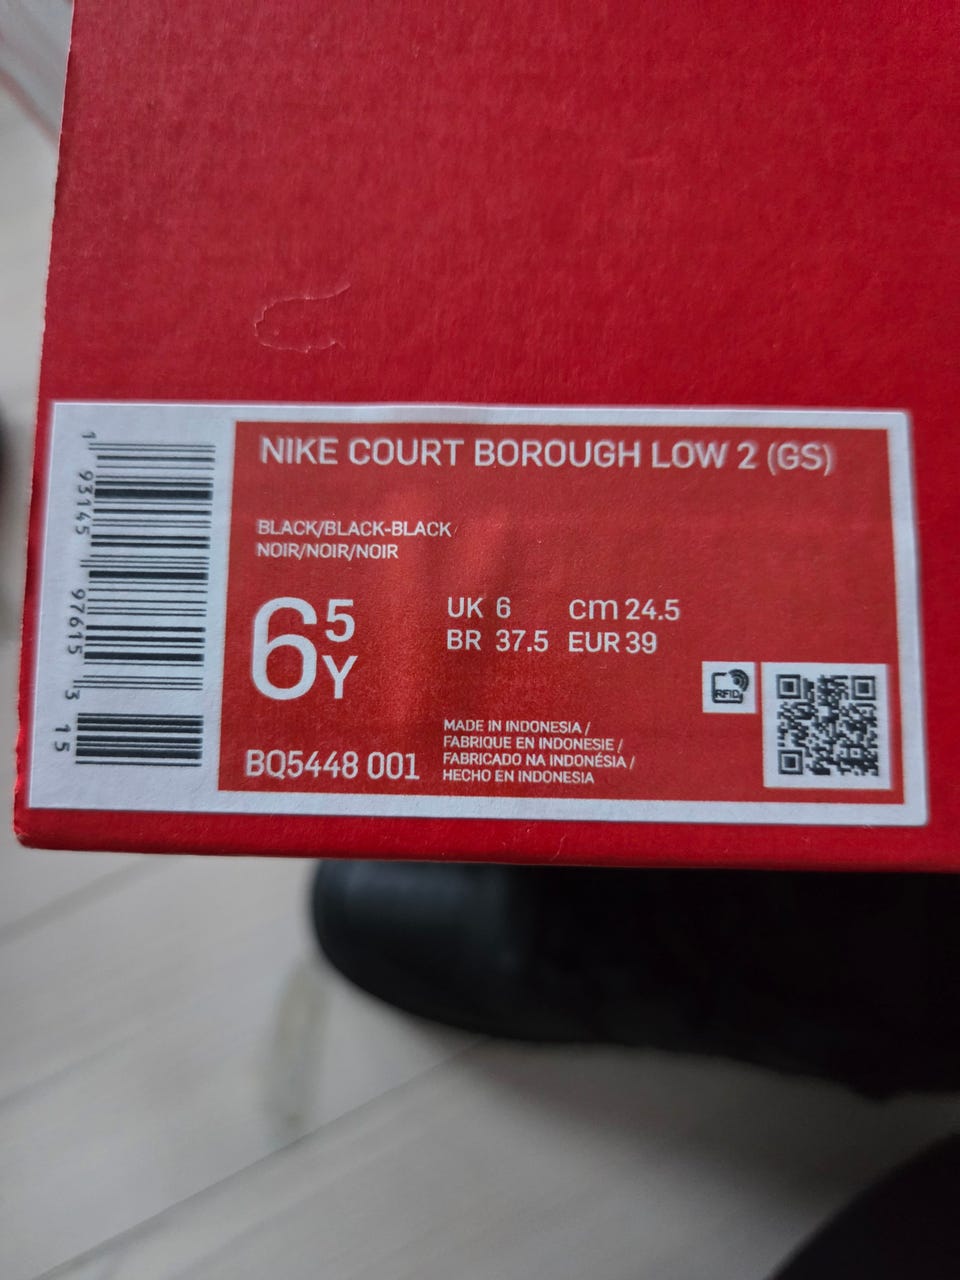 NIKE COURT BOROUGH LOW 2 (GS)
BLACK/BLACK-BLACK
NOIR/NOIR/NOIR
6 5 Y
UK 6 cm 24.5
BR 37.5 EUR 39
RFID
BQ5448 001
MADE IN INDONESIA /
FABRIQUE EN INDONESIE /
FABRICADO NA INDONÉSIA /
HECHO EN INDONESIA
1 93145 97615 3 15